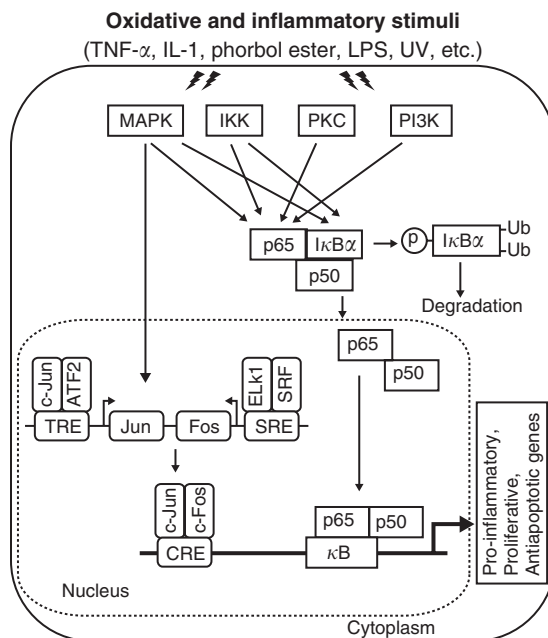 Oxidative and inflammatory stimuli
(TNF-α, IL-1, phorbol ester, LPS, UV, etc.)
MAPK IKK PKC PI3K
p65 IκBα p IκBα Ub
Ub
p50
Degradation
p65
p50
c-Jun ATF2 ELk1 SRF
TRE Jun Fos SRE
c-Jun c-Fos p65 p50
CRE κB
Pro-inflammatory,
Proliferative,
Antiapoptotic genes
Nucleus
Cytoplasm